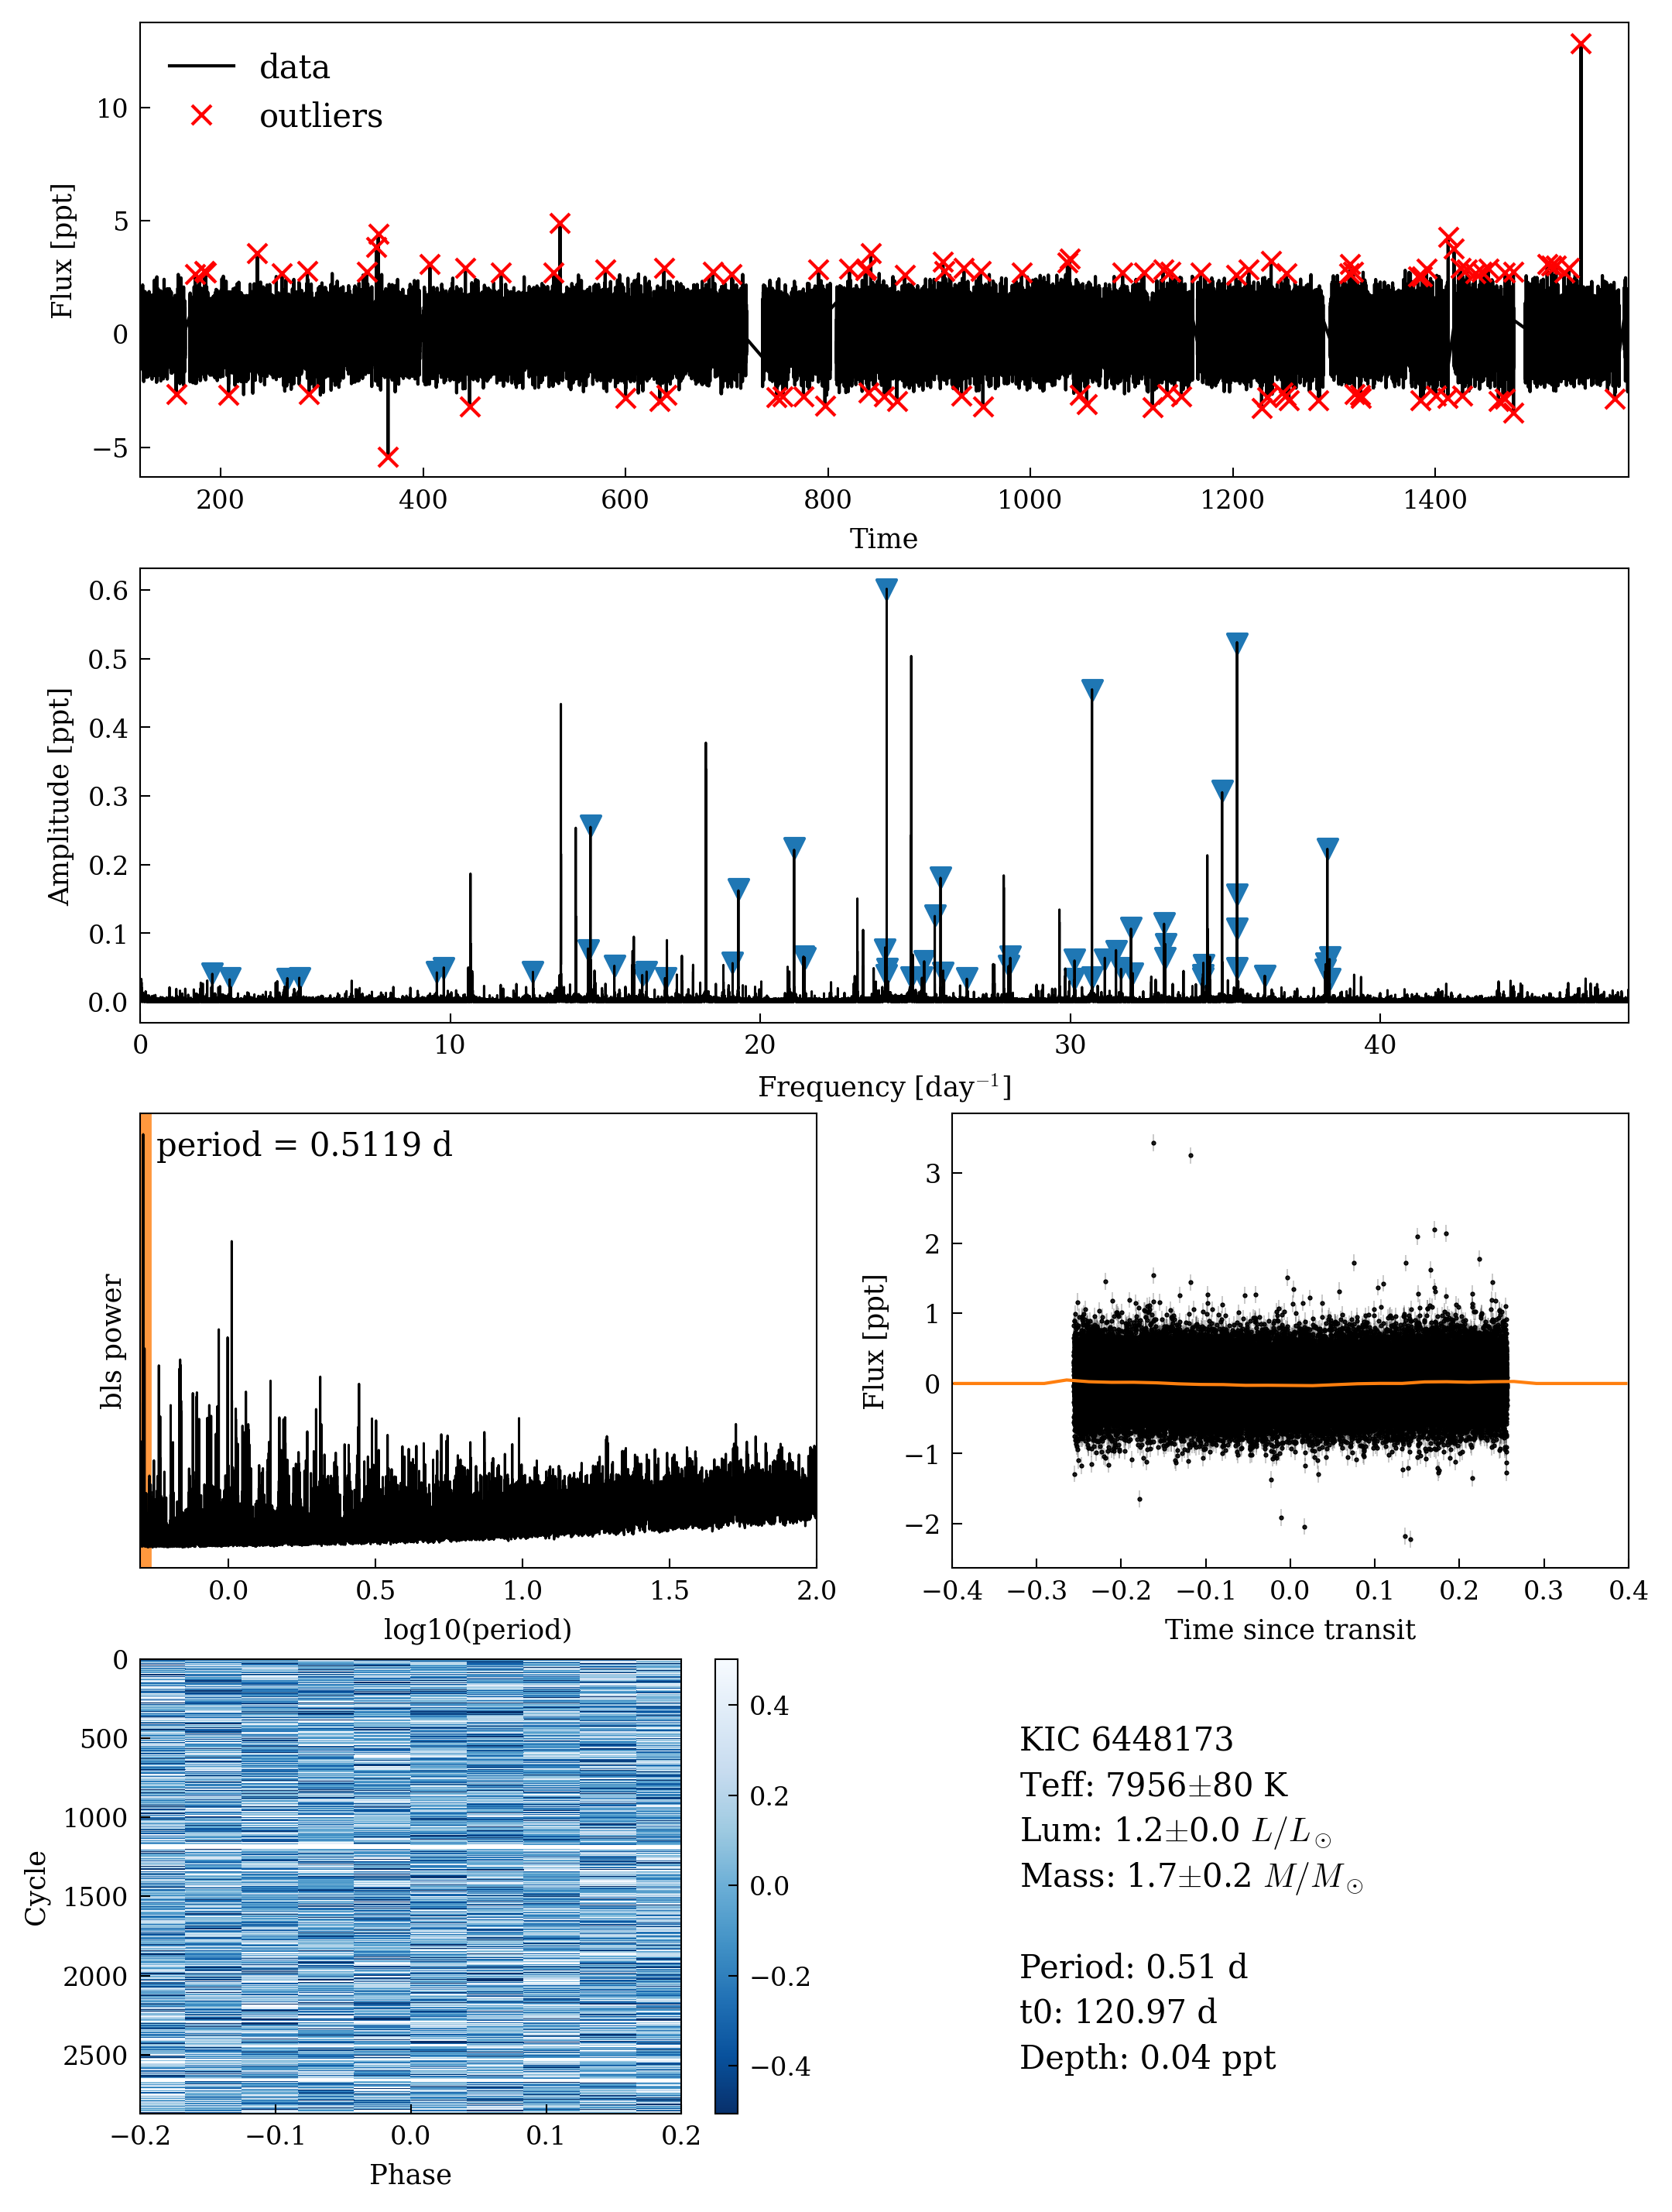 data
outliers
10
5
0
−5
Flux [ppt]
200 400 600 800 1000 1200 1400
Time
0.6
0.5
0.4
0.3
0.2
0.1
0.0
Amplitude [ppt]
0 10 20 30 40
Frequency [day⁻¹]
period = 0.5119 d
bls power
0.0 0.5 1.0 1.5 2.0
log10(period)
3
2
1
0
−1
−2
Flux [ppt]
−0.4 −0.3 −0.2 −0.1 0.0 0.1 0.2 0.3 0.4
Time since transit
0
500
1000
1500
2000
2500
Cycle
−0.2 −0.1 0.0 0.1 0.2
Phase
0.4
0.2
0.0
−0.2
−0.4
KIC 6448173
Teff: 7956±80 K
Lum: 1.2±0.0 L/L⊙
Mass: 1.7±0.2 M/M⊙
Period: 0.51 d
t0: 120.97 d
Depth: 0.04 ppt